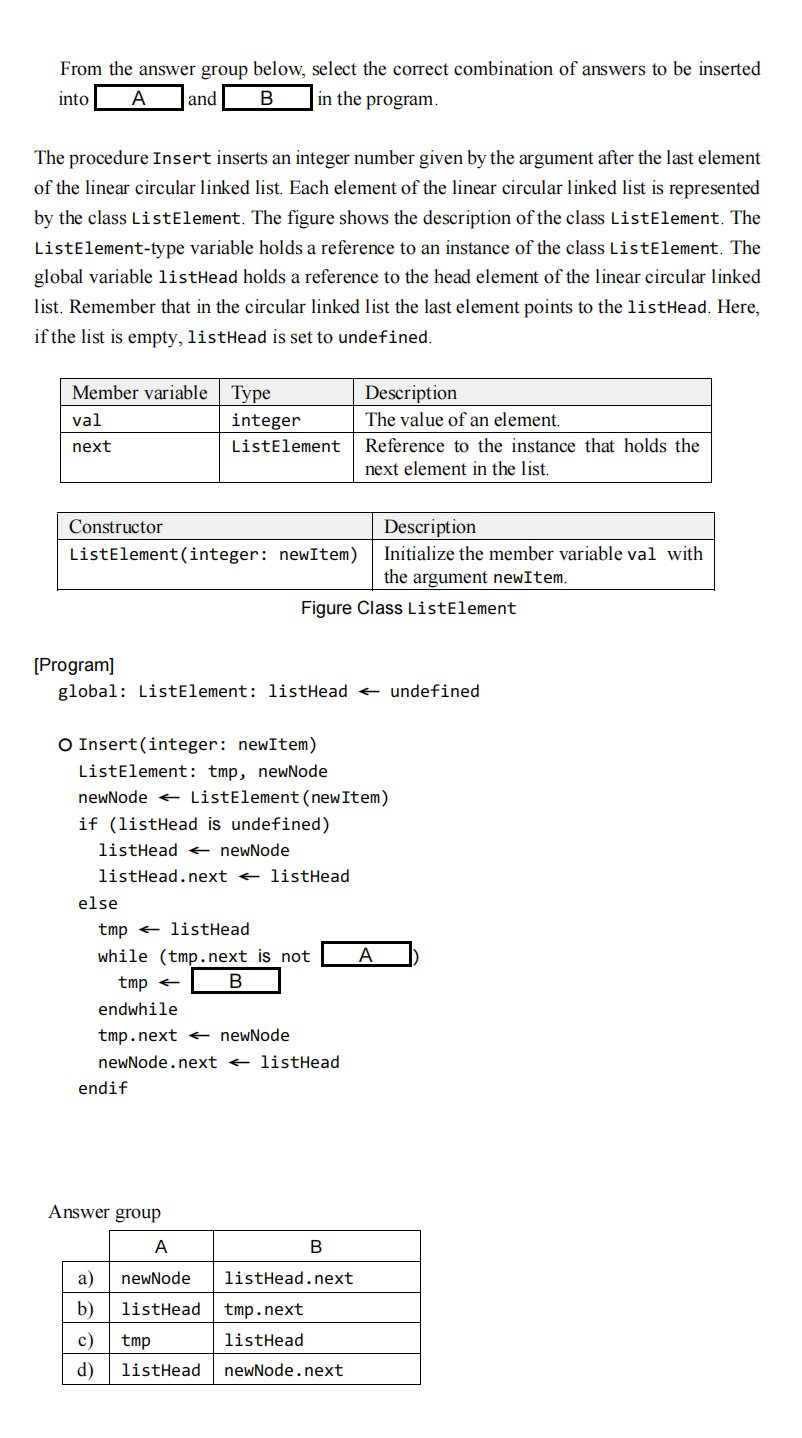 From the answer group below, select the correct combination of answers to be inserted
into A and B in the program.
The procedure Insert inserts an integer number given by the argument after the last element
of the linear circular linked list. Each element of the linear circular linked list is represented
by the class ListElement. The figure shows the description of the class ListElement. The
ListElement-type variable holds a reference to an instance of the class ListElement. The
global variable listHead holds a reference to the head element of the linear circular linked
list. Remember that in the circular linked list the last element points to the listHead. Here,
if the list is empty, listHead is set to undefined.
Member variable Type Description
val integer The value of an element.
next ListElement Reference to the instance that holds the
next element in the list.
Constructor Description
ListElement(integer: newItem) Initialize the member variable val with
the argument newItem.
Figure Class ListElement
[Program]
global: ListElement: listHead ← undefined
○ Insert(integer: newItem)
ListElement: tmp, newNode
newNode ← ListElement(newItem)
if (listHead is undefined)
listHead ← newNode
listHead.next ← listHead
else
tmp ← listHead
while (tmp.next is not A)
tmp ← B
endwhile
tmp.next ← newNode
newNode.next ← listHead
endif
Answer group
A B
a) newNode listHead.next
b) listHead tmp.next
c) tmp listHead
d) listHead newNode.next